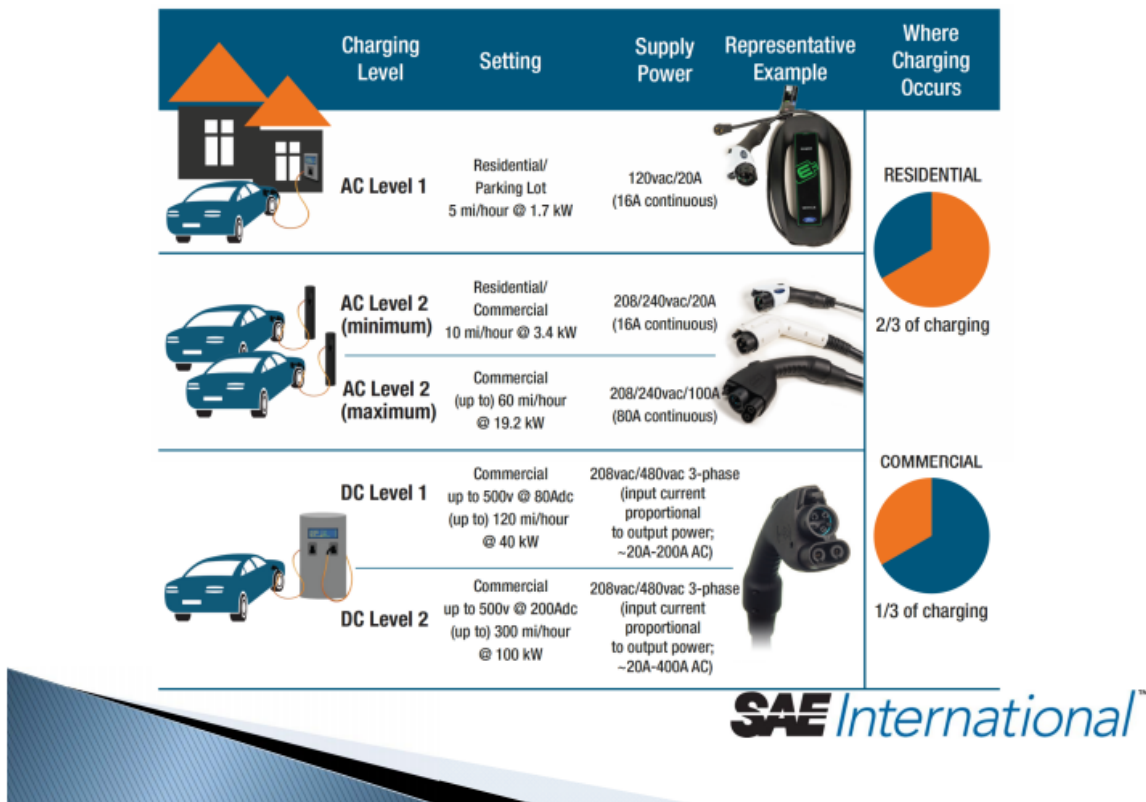 Charging
Level
Setting
Supply
Power
Representative
Example
Where
Charging
Occurs
AC Level 1
Residential/
Parking Lot
5 mi/hour @ 1.7 kW
120vac/20A
(16A continuous)
RESIDENTIAL
2/3 of charging
AC Level 2
(minimum)
Residential/
Commercial
10 mi/hour @ 3.4 kW
208/240vac/20A
(16A continuous)
AC Level 2
(maximum)
Commercial
(up to) 60 mi/hour
@ 19.2 kW
208/240vac/100A
(80A continuous)
DC Level 1
Commercial
up to 500v @ 80Adc
(up to) 120 mi/hour
@ 40 kW
208vac/480vac 3-phase
(input current
proportional
to output power;
~20A-200A AC)
COMMERCIAL
1/3 of charging
DC Level 2
Commercial
up to 500v @ 200Adc
(up to) 300 mi/hour
@ 100 kW
208vac/480vac 3-phase
(input current
proportional
to output power;
~20A-400A AC)
SAE International™